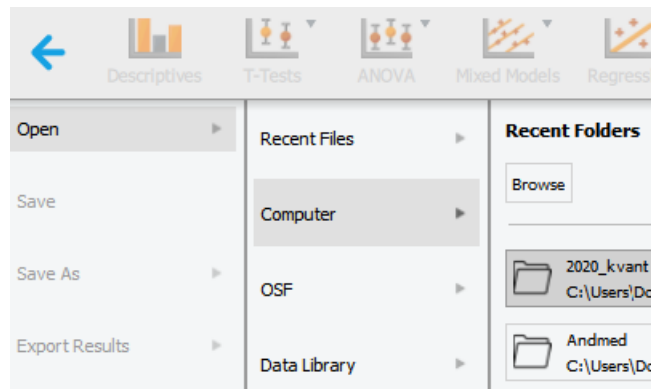 Descriptives T-Tests ANOVA Mixed Models Regress
Open
Save
Save As
Export Results
Recent Files
Computer
OSF
Data Library
Recent Folders
Browse
2020_kvant
C:\Users\Do
Andmed
C:\Users\Do